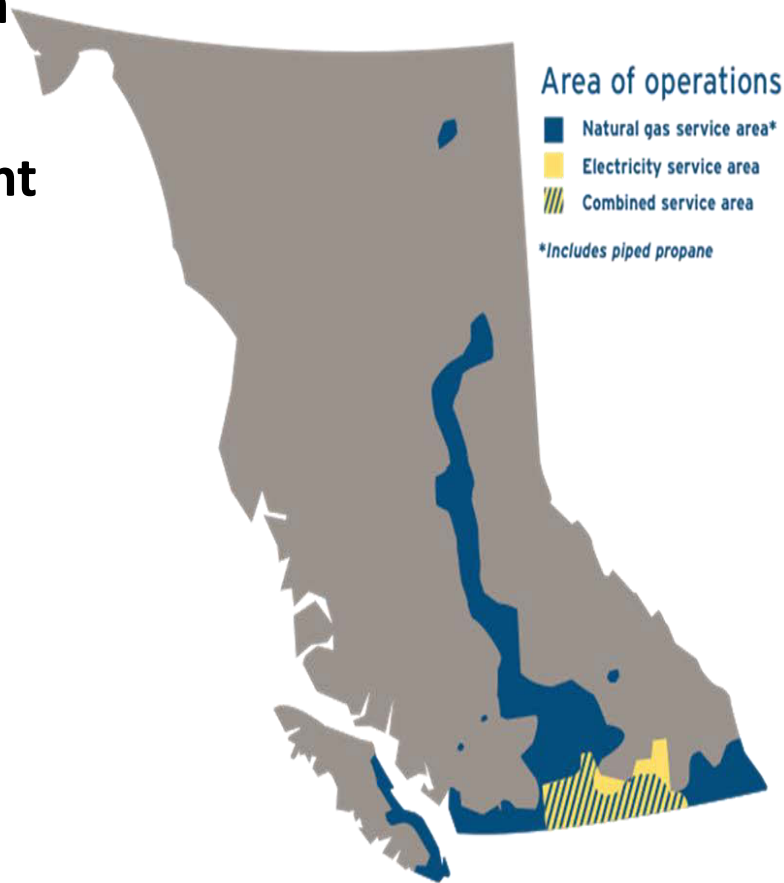 Area of operations
Natural gas service area*
Electricity service area
Combined service area
*Includes piped propane